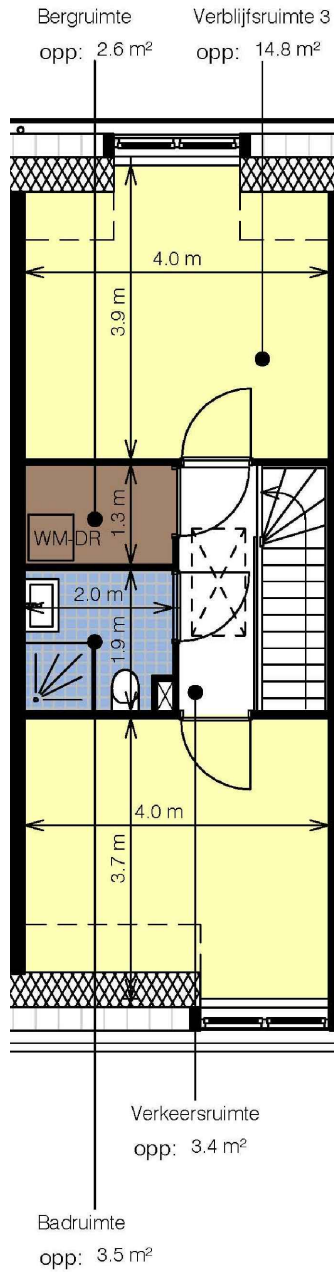 Bergruimte
opp: 2.6 m²
Verblijfsruimte 3
opp: 14.8 m²
4.0 m
3.9 m
1.3 m
WM-DR
2.0 m
1.9 m
4.0 m
3.7 m
Verkeersruimte
opp: 3.4 m²
Badruimte
opp: 3.5 m²